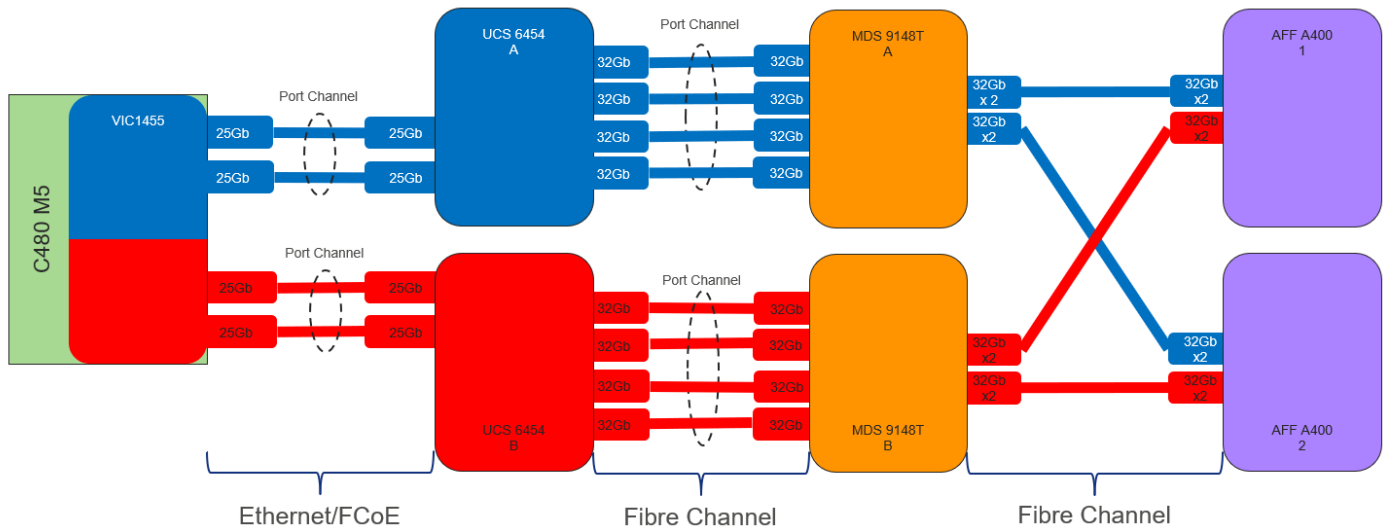 C480 M5
VIC1455
25Gb
25Gb
25Gb
25Gb
Port Channel
25Gb
25Gb
Port Channel
25Gb
25Gb
UCS 6454
A
UCS 6454
B
32Gb
32Gb
32Gb
32Gb
Port Channel
32Gb
32Gb
32Gb
32Gb
32Gb
32Gb
32Gb
32Gb
Port Channel
32Gb
32Gb
32Gb
32Gb
MDS 9148T
A
MDS 9148T
B
32Gb
x 2
32Gb
x2
32Gb
x2
32Gb
x2
32Gb
x2
32Gb
x2
32Gb
x2
32Gb
x2
AFF A400
1
AFF A400
2
Ethernet/FCoE
Fibre Channel
Fibre Channel